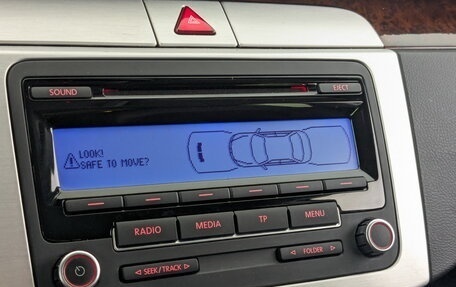 SOUND
EJECT
LOOK!
SAFE TO MOVE?
RADIO
MEDIA
TP
MENU
SEEK/TRACK
FOLDER